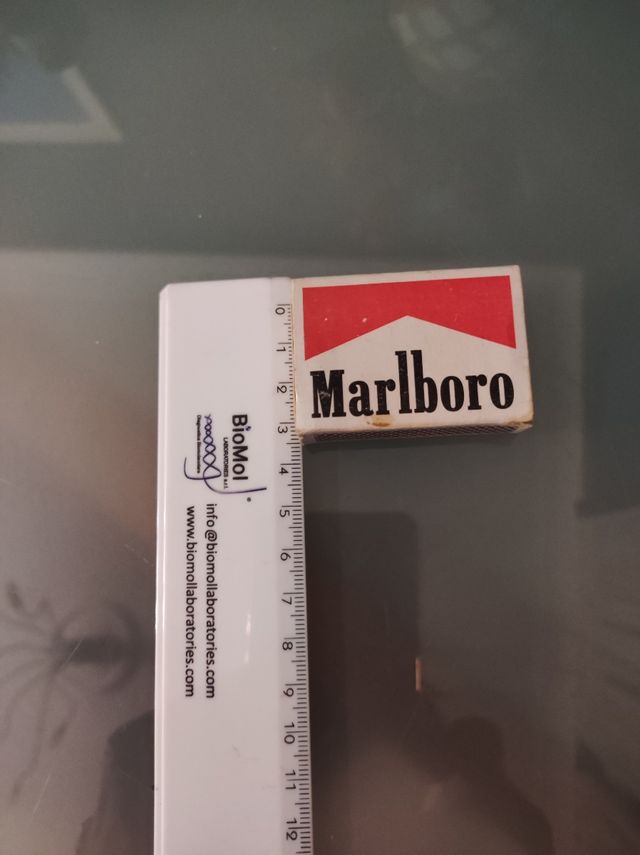 Marlboro
0 1 2 3 4 5 6 7 8 9 10 11 12
BioMol
LABORATORIES s.r.l.
info@biomollaboratories.com
www.biomollaboratories.com